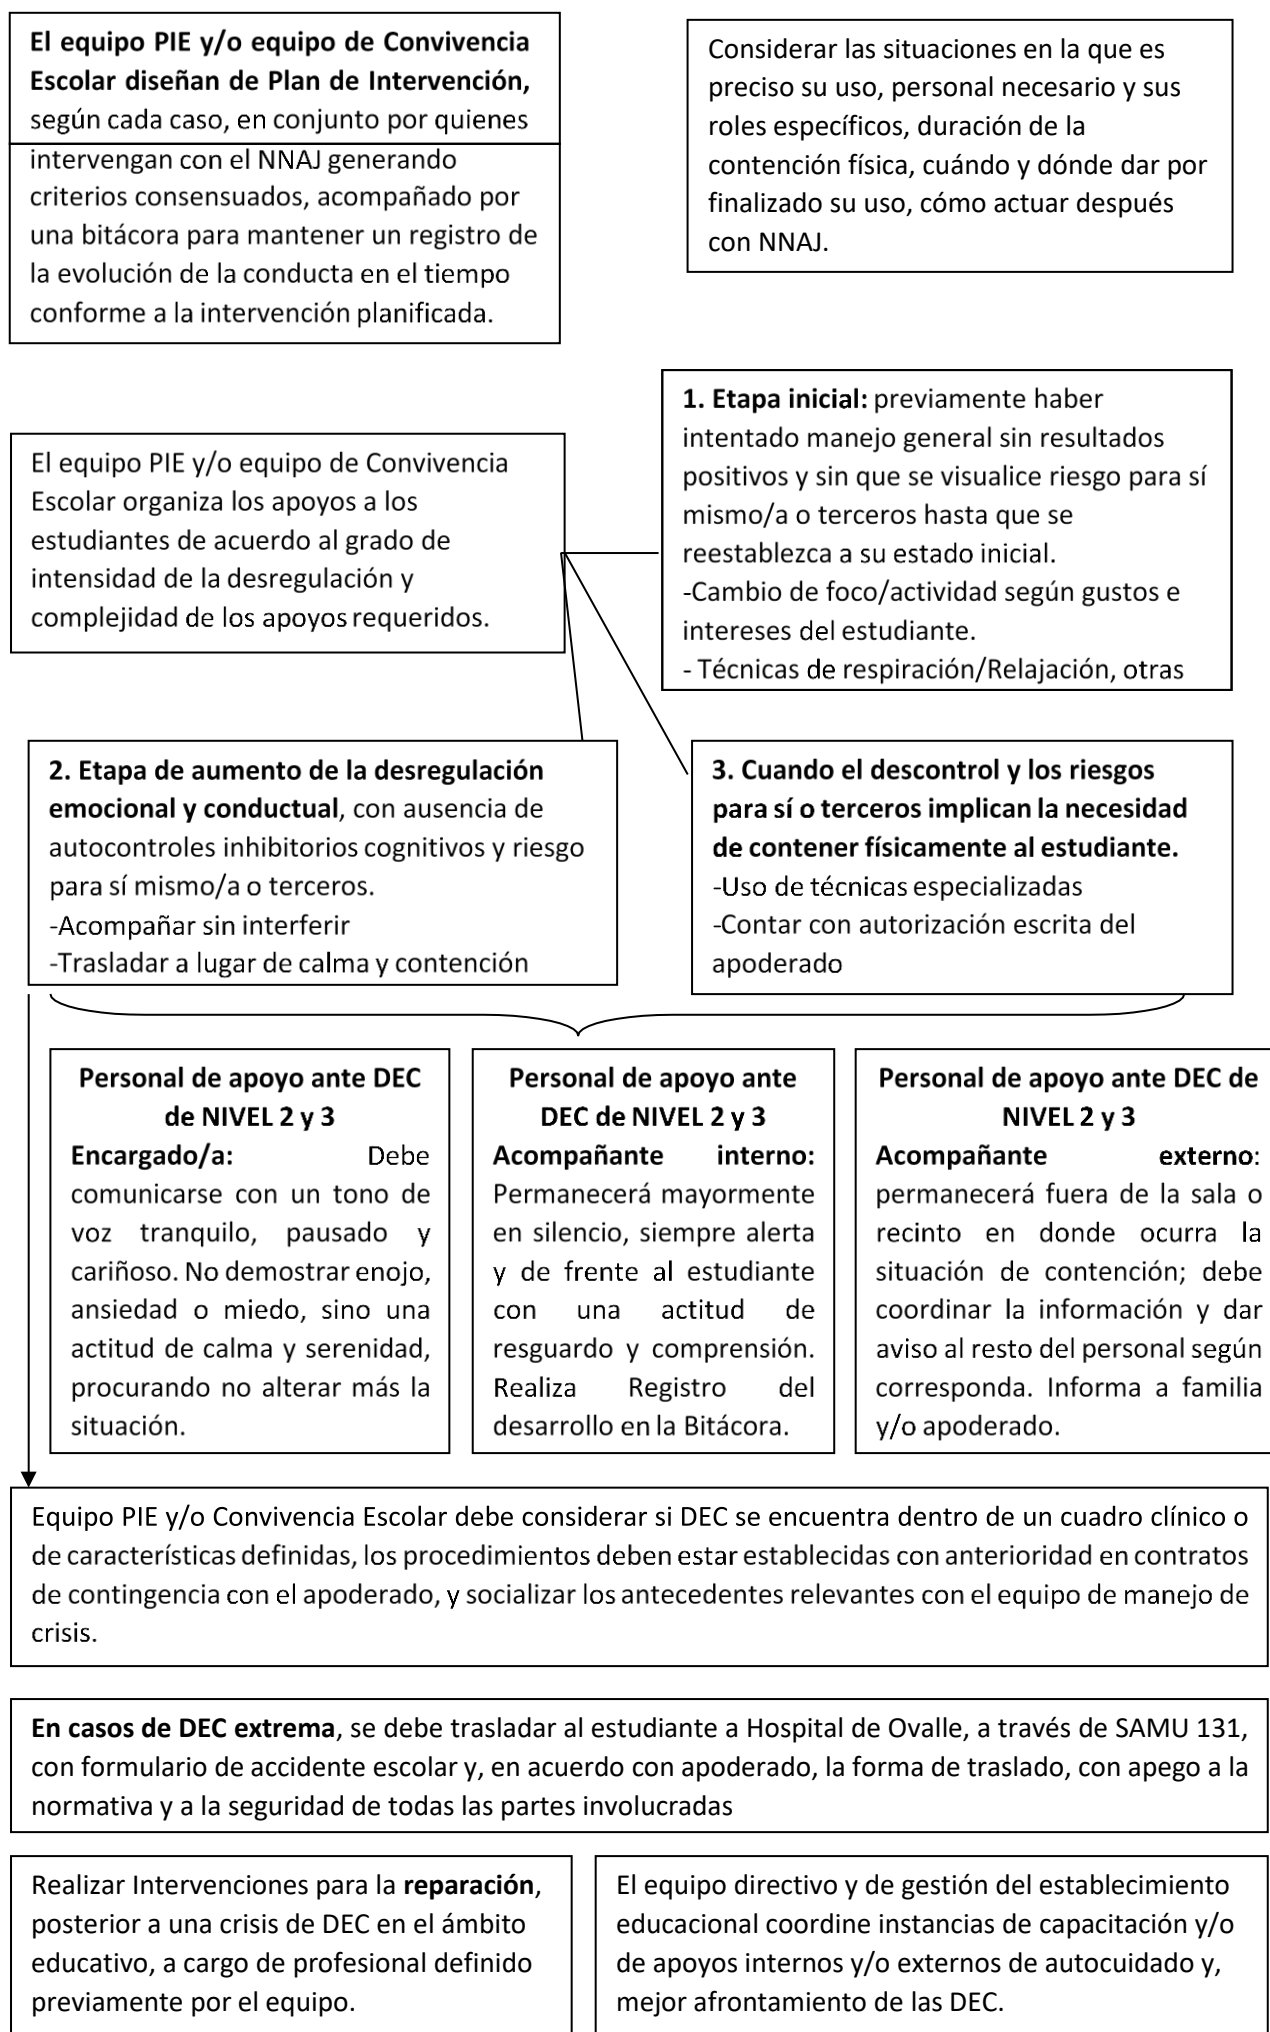 El equipo PIE y/o equipo de Convivencia
Escolar diseñan de Plan de Intervención,
según cada caso, en conjunto por quienes
intervengan con el NNAJ generando
criterios consensuados, acompañado por
una bitácora para mantener un registro de
la evolución de la conducta en el tiempo
conforme a la intervención planificada.
Considerar las situaciones en la que es
preciso su uso, personal necesario y sus
roles específicos, duración de la
contención física, cuándo y dónde dar por
finalizado su uso, cómo actuar después
con NNAJ.
El equipo PIE y/o equipo de Convivencia
Escolar organiza los apoyos a los
estudiantes de acuerdo al grado de
intensidad de la desregulación y
complejidad de los apoyos requeridos.
1. Etapa inicial: previamente haber
intentado manejo general sin resultados
positivos y sin que se visualice riesgo para sí
mismo/a o terceros hasta que se
reestablezca a su estado inicial.
-Cambio de foco/actividad según gustos e
intereses del estudiante.
- Técnicas de respiración/Relajación, otras
2. Etapa de aumento de la desregulación
emocional y conductual, con ausencia de
autocontroles inhibitorios cognitivos y riesgo
para sí mismo/a o terceros.
-Acompañar sin interferir
-Trasladar a lugar de calma y contención
3. Cuando el descontrol y los riesgos
para sí o terceros implican la necesidad
de contener físicamente al estudiante.
-Uso de técnicas especializadas
-Contar con autorización escrita del
apoderado
Personal de apoyo ante DEC
de NIVEL 2 y 3
Encargado/a: Debe
comunicarse con un tono de
voz tranquilo, pausado y
cariñoso. No demostrar enojo,
ansiedad o miedo, sino una
actitud de calma y serenidad,
procurando no alterar más la
situación.
Personal de apoyo ante
DEC de NIVEL 2 y 3
Acompañante interno:
Permanecerá mayormente
en silencio, siempre alerta
y de frente al estudiante
con una actitud de
resguardo y comprensión.
Realiza Registro del
desarrollo en la Bitácora.
Personal de apoyo ante DEC de
NIVEL 2 y 3
Acompañante externo:
permanecerá fuera de la sala o
recinto en donde ocurra la
situación de contención; debe
coordinar la información y dar
aviso al resto del personal según
corresponda. Informa a familia
y/o apoderado.
Equipo PIE y/o Convivencia Escolar debe considerar si DEC se encuentra dentro de un cuadro clínico o
de características definidas, los procedimientos deben estar establecidas con anterioridad en contratos
de contingencia con el apoderado, y socializar los antecedentes relevantes con el equipo de manejo de
crisis.
En casos de DEC extrema, se debe trasladar al estudiante a Hospital de Ovalle, a través de SAMU 131,
con formulario de accidente escolar y, en acuerdo con apoderado, la forma de traslado, con apego a la
normativa y a la seguridad de todas las partes involucradas
Realizar Intervenciones para la reparación,
posterior a una crisis de DEC en el ámbito
educativo, a cargo de profesional definido
previamente por el equipo.
El equipo directivo y de gestión del establecimiento
educacional coordine instancias de capacitación y/o
de apoyos internos y/o externos de autocuidado y,
mejor afrontamiento de las DEC.